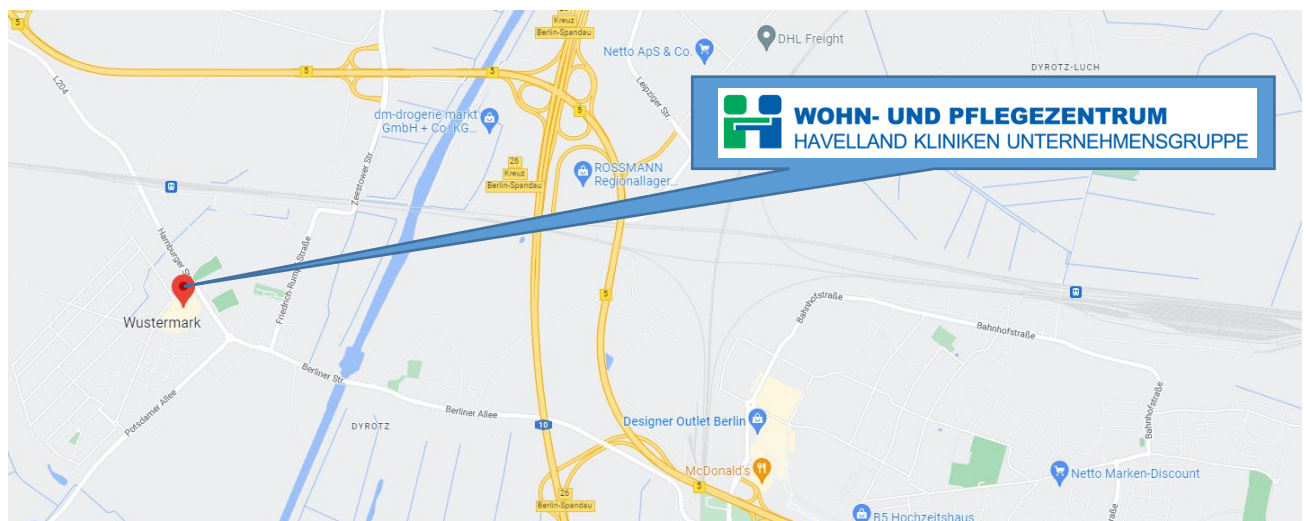 5
26
Kreuz
Berlin-Spandau
Netto ApS & Co.
DHL Freight
DYROTZ-LUCH
5
5
L204
Leipziger Str.
5
WOHN- UND PFLEGEZENTRUM
HAVELLAND KLINIKEN UNTERNEHMENSGRUPPE
dm-drogerie markt
GmbH + Co. KG...
Zeestower Str.
26
Kreuz
Berlin-Spandau
ROSSMANN
Regionallager...
Hamburger Str.
Friedrich-Rumpf-Straße
5
Bahnhofstraße
Bahnhofstraße
Wustermark
Berliner Str.
Potsdamer Allee
Berliner Allee
DYROTZ
10
Designer Outlet Berlin
Bahnhofstraße
McDonald's
5
Netto Marken-Discount
26
Berlin-Spandau
B5 Hochzeitshaus